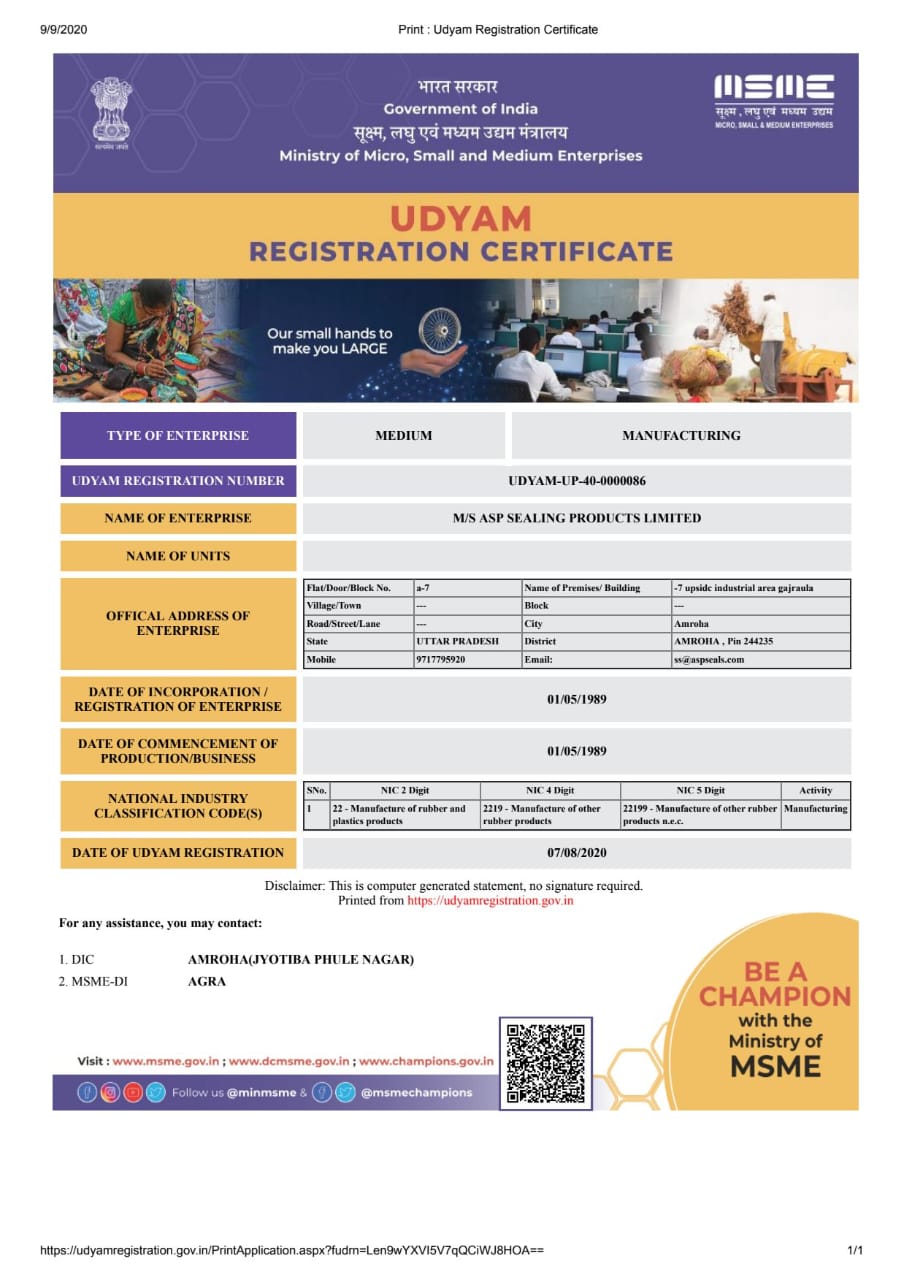 9/9/2020 Print : Udyam Registration Certificate
भारत सरकार
Government of India
सूक्ष्म, लघु एवं मध्यम उद्यम मंत्रालय
Ministry of Micro, Small and Medium Enterprises
सत्यमेव जयते
MSME
सूक्ष्म, लघु एवं मध्यम उद्यम
MICRO, SMALL & MEDIUM ENTERPRISES
UDYAM
REGISTRATION CERTIFICATE
Our small hands to
make you LARGE
TYPE OF ENTERPRISE MEDIUM MANUFACTURING
UDYAM REGISTRATION NUMBER UDYAM-UP-40-0000086
NAME OF ENTERPRISE M/S ASP SEALING PRODUCTS LIMITED
NAME OF UNITS
OFFICAL ADDRESS OF
ENTERPRISE
Flat/Door/Block No. a-7 Name of Premises/ Building -7 upsidc industrial area gajraula
Village/Town --- Block ---
Road/Street/Lane --- City Amroha
State UTTAR PRADESH District AMROHA , Pin 244235
Mobile 9717795920 Email: ss@aspseals.com
DATE OF INCORPORATION /
REGISTRATION OF ENTERPRISE
01/05/1989
DATE OF COMMENCEMENT OF
PRODUCTION/BUSINESS
01/05/1989
NATIONAL INDUSTRY
CLASSIFICATION CODE(S)
SNo. NIC 2 Digit NIC 4 Digit NIC 5 Digit Activity
1 22 - Manufacture of rubber and 2219 - Manufacture of other 22199 - Manufacture of other rubber Manufacturing
plastics products rubber products products n.e.c.
DATE OF UDYAM REGISTRATION 07/08/2020
Disclaimer: This is computer generated statement, no signature required.
Printed from https://udyamregistration.gov.in
For any assistance, you may contact:
1. DIC AMROHA(JYOTIBA PHULE NAGAR)
2. MSME-DI AGRA
BE A
CHAMPION
with the
Ministry of
MSME
Visit : www.msme.gov.in ; www.dcmsme.gov.in ; www.champions.gov.in
Follow us @minmsme & @msmechampions
https://udyamregistration.gov.in/PrintApplication.aspx?fudrn=Len9wYXVI5V7qQCiWJ8HOA== 1/1